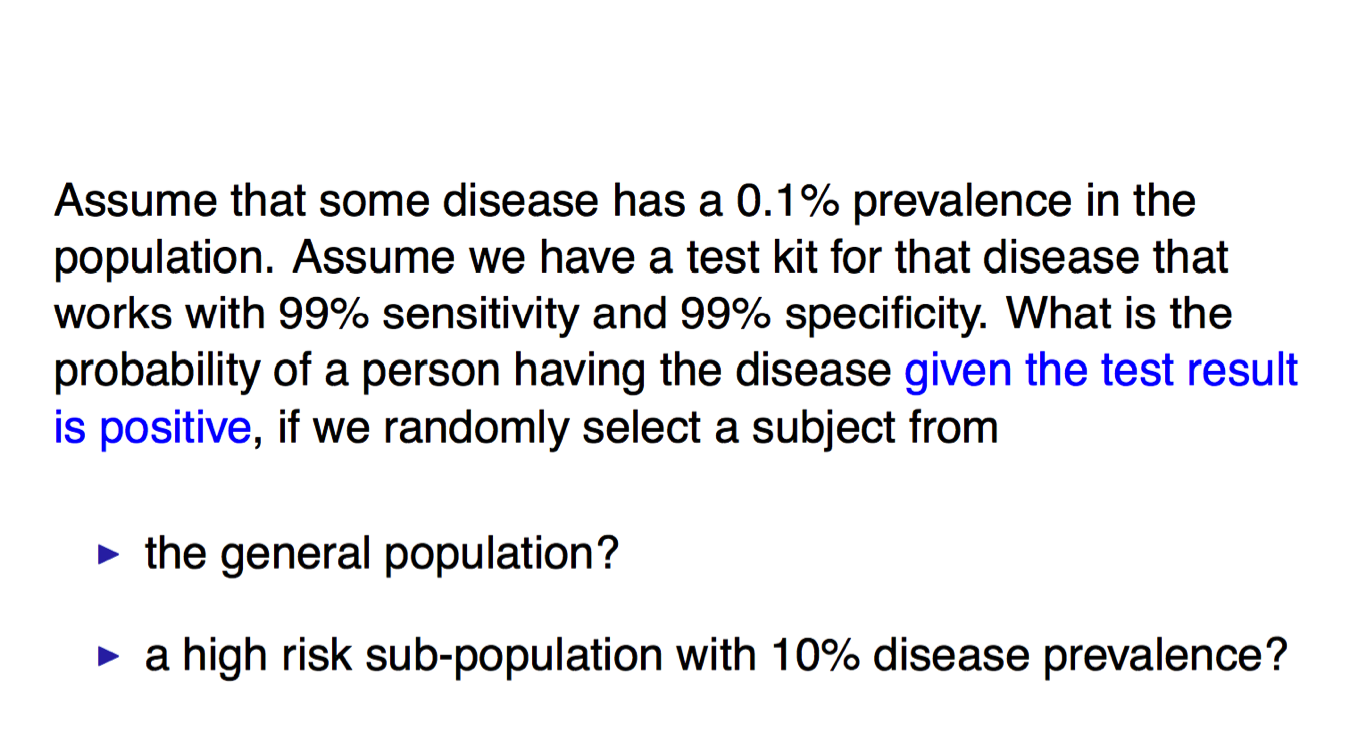 Assume that some disease has a 0.1% prevalence in the
population. Assume we have a test kit for that disease that
works with 99% sensitivity and 99% specificity. What is the
probability of a person having the disease given the test result
is positive, if we randomly select a subject from
► the general population?
► a high risk sub-population with 10% disease prevalence?